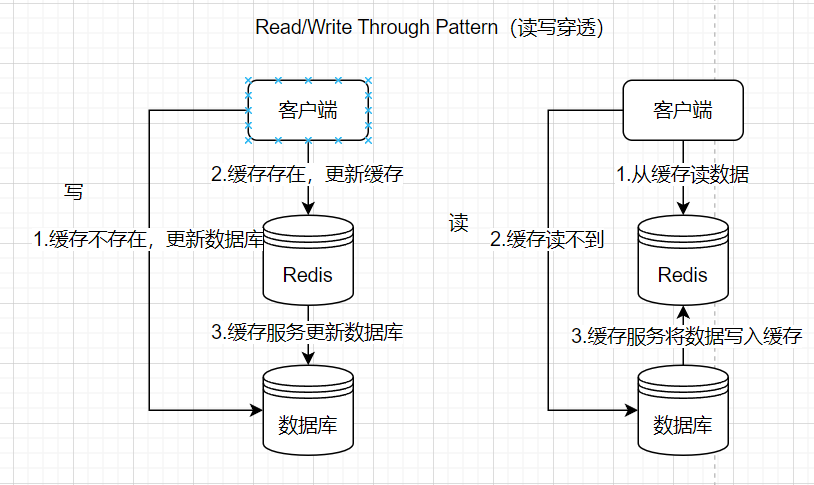 Read/Write Through Pattern（读写穿透）
客户端
2.缓存存在，更新缓存
写
1.缓存不存在，更新数据库
Redis
3.缓存服务更新数据库
数据库
客户端
1.从缓存读数据
读
2.缓存读不到
Redis
3.缓存服务将数据写入缓存
数据库